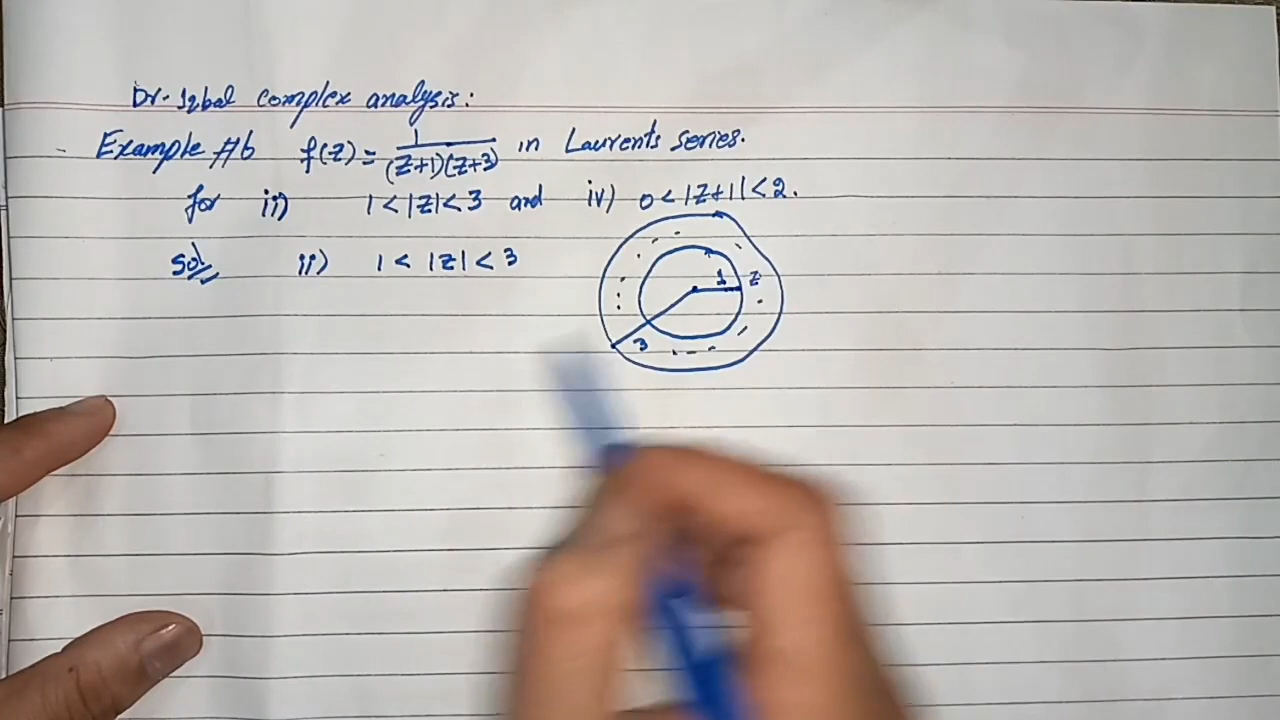 Dr. Iqbal complex analysis:
Example #6 f(z) = 1/((z+1)(z+3)) in Laurents series.
for ii) 1 < |z| < 3 and iv) 0 < |z+1| < 2.
Sol ii) 1 < |z| < 3
1 z
3